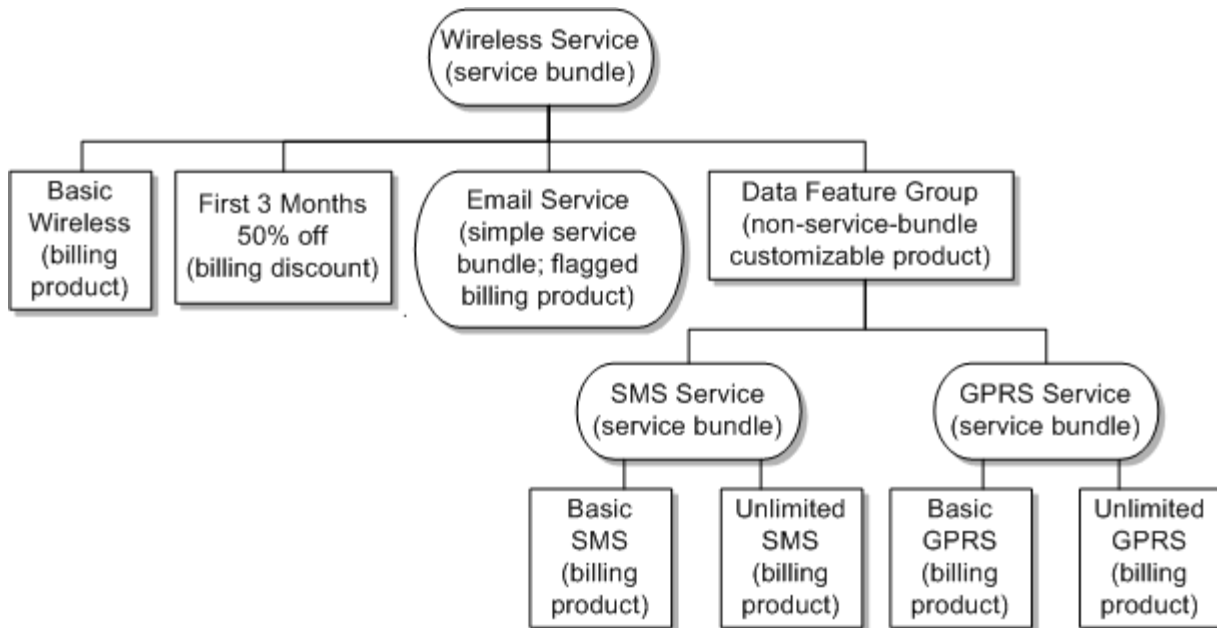 Wireless Service
(service bundle)
Basic
Wireless
(billing
product)
First 3 Months
50% off
(billing discount)
Email Service
(simple service
bundle; flagged
billing product)
Data Feature Group
(non-service-bundle
customizable product)
SMS Service
(service bundle)
GPRS Service
(service bundle)
Basic
SMS
(billing
product)
Unlimited
SMS
(billing
product)
Basic
GPRS
(billing
product)
Unlimited
GPRS
(billing
product)